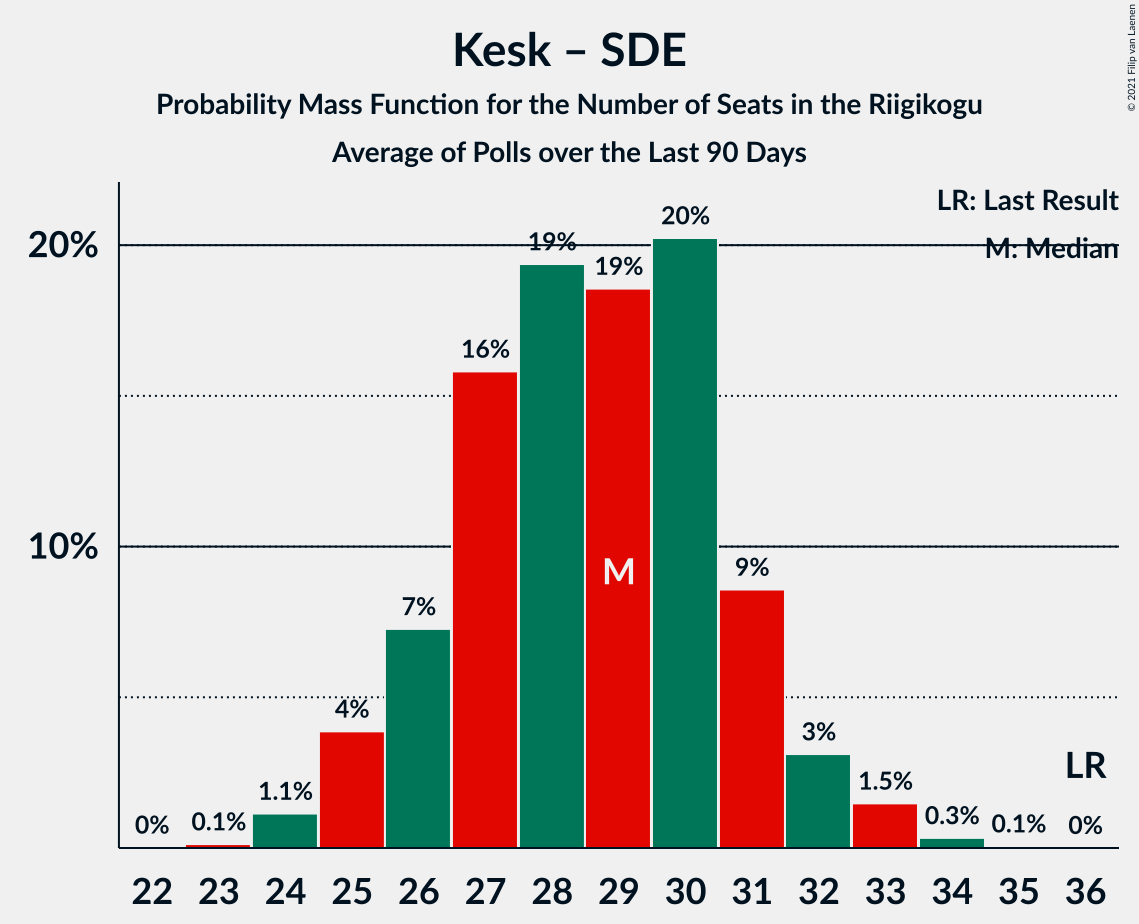 Kesk – SDE
Probability Mass Function for the Number of Seats in the Riigikogu
Average of Polls over the Last 90 Days
© 2021 Filip van Laenen
LR: Last Result
M: Median
20%
10%
0%
0.1%
1.1%
4%
7%
16%
19%
19%
20%
9%
3%
1.5%
0.3%
0.1%
0%
M
LR
22 23 24 25 26 27 28 29 30 31 32 33 34 35 36